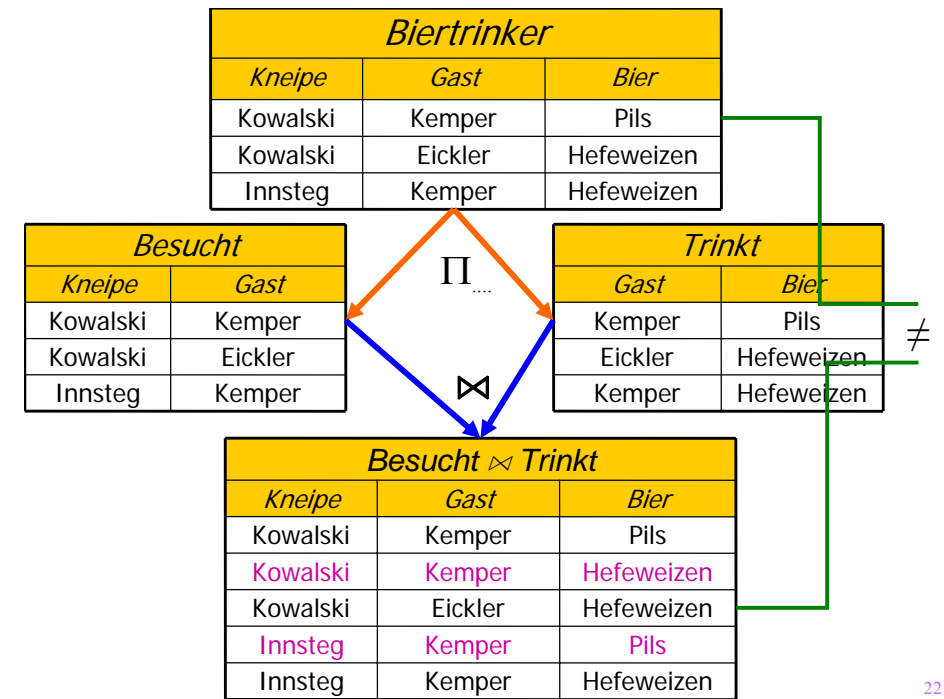 Biertrinker
Kneipe Gast Bier
Kowalski Kemper Pils
Kowalski Eickler Hefeweizen
Innsteg Kemper Hefeweizen
Besucht
Kneipe Gast
Kowalski Kemper
Kowalski Eickler
Innsteg Kemper
Π....
Trinkt
Gast Bier
Kemper Pils
Eickler Hefeweizen
Kemper Hefeweizen
≠
⋈
Besucht ⋈ Trinkt
Kneipe Gast Bier
Kowalski Kemper Pils
Kowalski Kemper Hefeweizen
Kowalski Eickler Hefeweizen
Innsteg Kemper Pils
Innsteg Kemper Hefeweizen
22